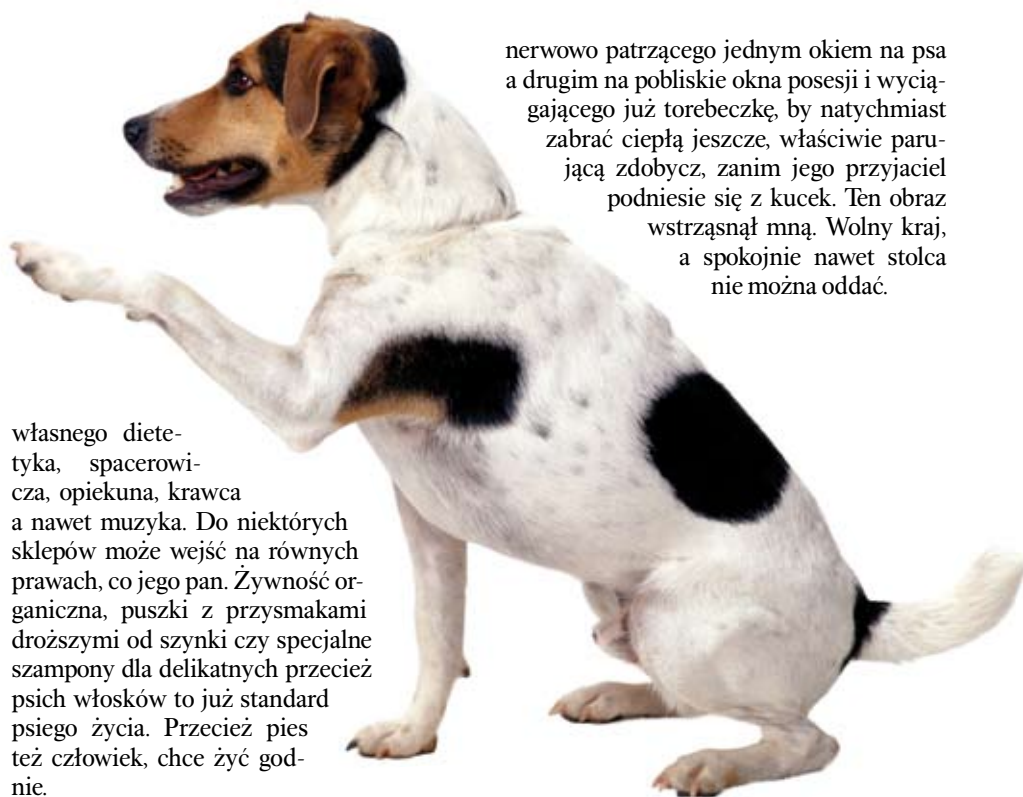 nerwowo patrzącego jednym okiem na psa
a drugim na pobliskie okna posesji i wycią-
gającego już torebeczkę, by natychmiast
zabrać ciepłą jeszcze, właściwie paru-
jącą zdobycz, zanim jego przyjaciel
podniesie się z kucek. Ten obraz
wstrząsnął mną. Wolny kraj,
a spokojnie nawet stolca
nie można oddać.
własnego diete-
tyka, spacerowi-
cza, opiekuna, krawca
a nawet muzyka. Do niektórych
sklepów może wejść na równych
prawach, co jego pan. Żywność or-
ganiczna, puszki z przysmakami
droższymi od szynki czy specjalne
szampony dla delikatnych przecież
psich włosków to już standard
psiego życia. Przecież pies
też człowiek, chce żyć god-
nie.